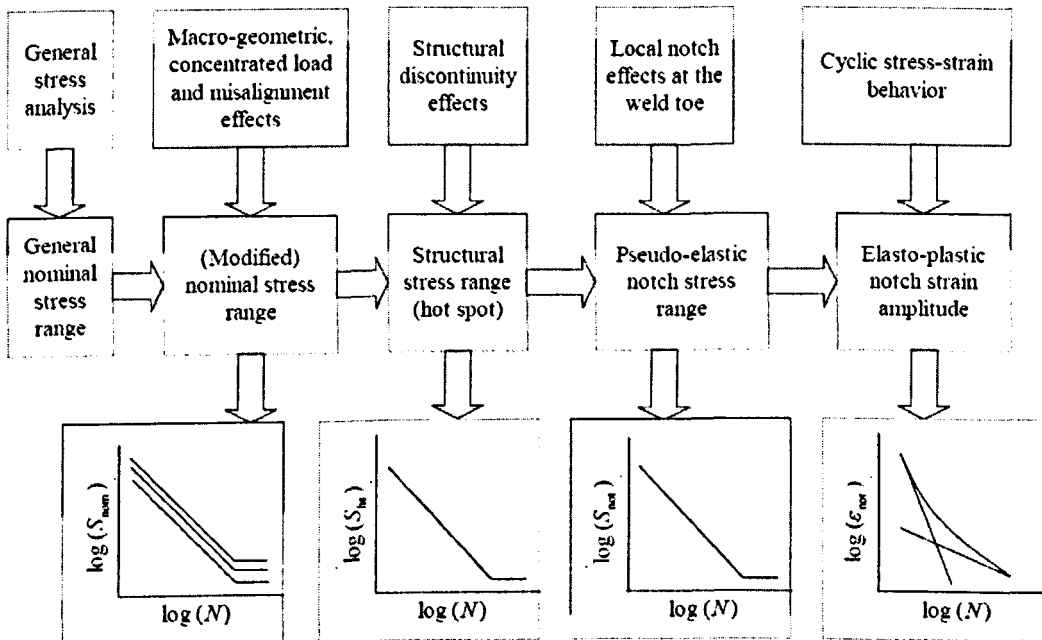 General
stress
analysis
Macro-geometric,
concentrated load
and misalignment
effects
Structural
discontinuity
effects
Local notch
effects at the
weld toe
Cyclic stress-strain
behavior
General
nominal
stress
range
(Modified)
nominal stress
range
Structural
stress range
(hot spot)
Pseudo-elastic
notch stress
range
Elasto-plastic
notch strain
amplitude
log (S_nom)
log (N)
log (S_hs)
log (N)
log (S_not)
log (N)
log (ε_not)
log (N)